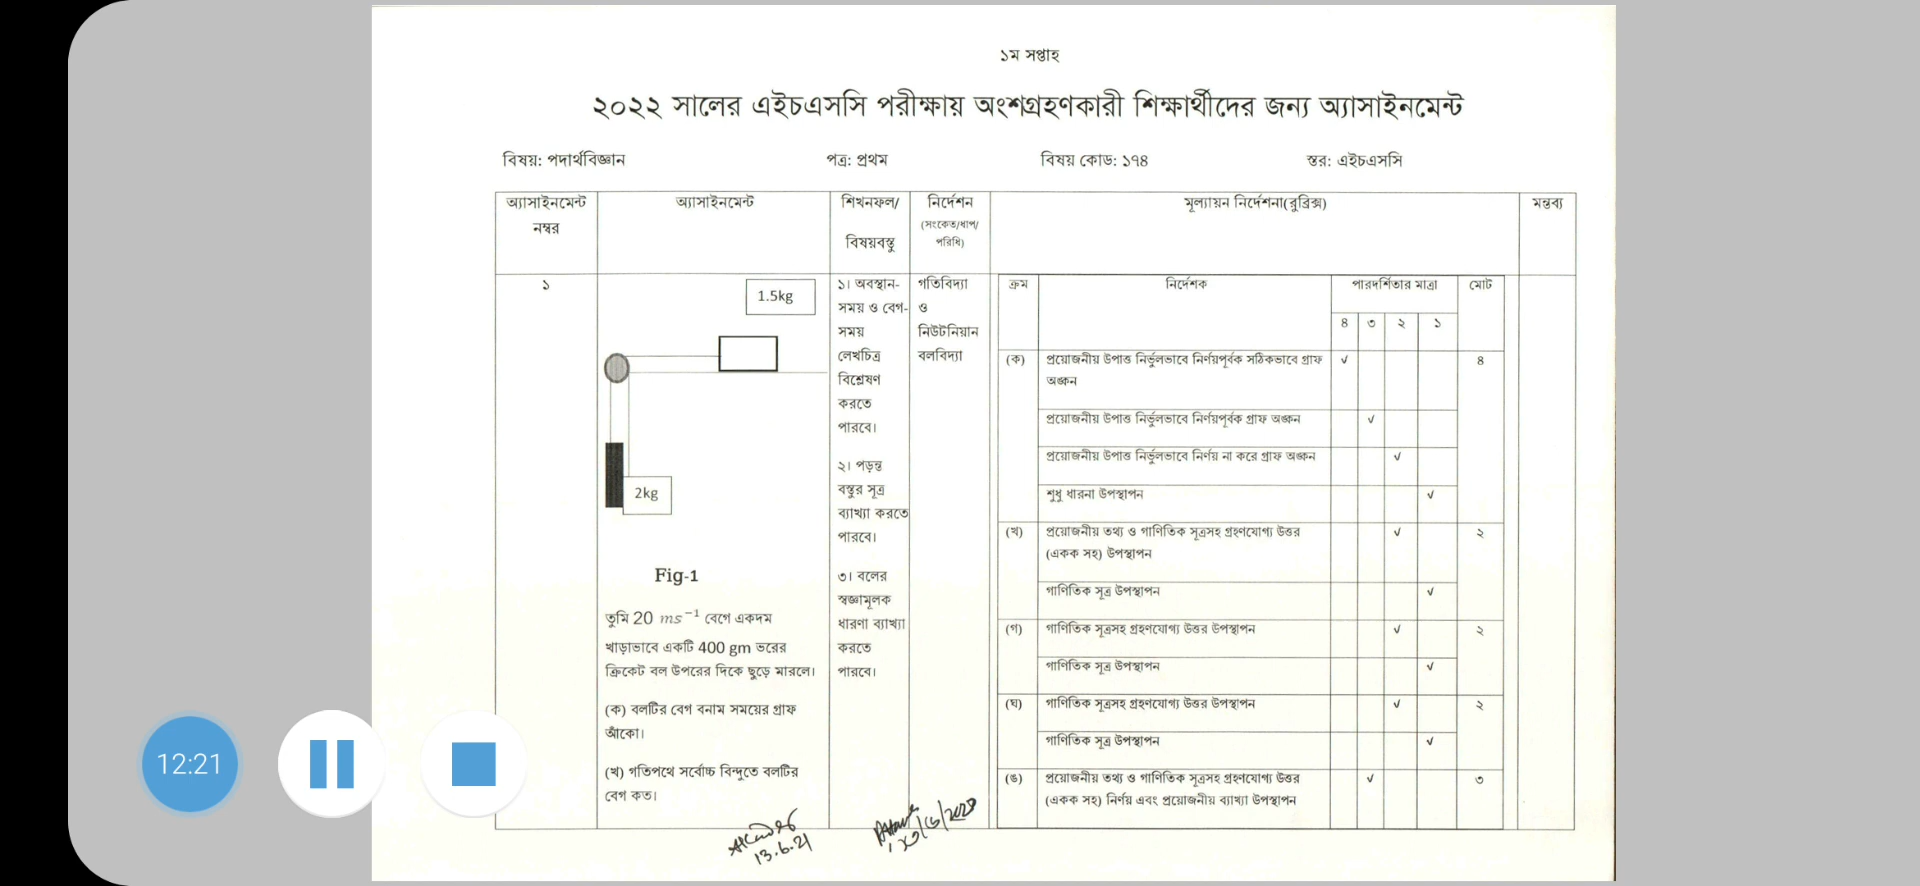 ১ম সপ্তাহ
২০২২ সালের এইচএসসি পরীক্ষায় অংশগ্রহণকারী শিক্ষার্থীদের জন্য অ্যাসাইনমেন্ট
বিষয়: পদার্থবিজ্ঞান পত্র: প্রথম বিষয় কোড: ১৭৪ স্তর: এইচএসসি
অ্যাসাইনমেন্ট
নম্বর
অ্যাসাইনমেন্ট
শিখনফল/
বিষয়বস্তু
নির্দেশন
(সংকেত/ধাপ/
পরিধি)
মূল্যায়ন নির্দেশনা(রুব্রিক্স)
মন্তব্য
১
1.5kg
2kg
Fig-1
তুমি 20 ms⁻¹ বেগে একদম
খাড়াভাবে একটি 400 gm ভরের
ক্রিকেট বল উপরের দিকে ছুড়ে মারলে।
(ক) বলটির বেগ বনাম সময়ের গ্রাফ
আঁকো।
(খ) গতিপথে সর্বোচ্চ বিন্দুতে বলটির
বেগ কত।
১। অবস্থান-
সময় ও বেগ-
সময়
লেখচিত্র
বিশ্লেষণ
করতে
পারবে।
২। পড়ন্ত
বস্তুর সূত্র
ব্যাখ্যা করতে
পারবে।
৩। বলের
স্বজ্ঞামূলক
ধারণা ব্যাখ্যা
করতে
পারবে।
গতিবিদ্যা
ও
নিউটনিয়ান
বলবিদ্যা
ক্রম নির্দেশক পারদর্শিতার মাত্রা মোট
৪ ৩ ২ ১
(ক) প্রয়োজনীয় উপাত্ত নির্ভুলভাবে নির্ণয়পূর্বক সঠিকভাবে গ্রাফ √ ৪
অঙ্কন
প্রয়োজনীয় উপাত্ত নির্ভুলভাবে নির্ণয়পূর্বক গ্রাফ অঙ্কন √
প্রয়োজনীয় উপাত্ত নির্ভুলভাবে নির্ণয় না করে গ্রাফ অঙ্কন √
শুধু ধারনা উপস্থাপন √
(খ) প্রয়োজনীয় তথ্য ও গাণিতিক সূত্রসহ গ্রহণযোগ্য উত্তর √ ২
(একক সহ) উপস্থাপন
গাণিতিক সূত্র উপস্থাপন √
(গ) গাণিতিক সূত্রসহ গ্রহণযোগ্য উত্তর উপস্থাপন √ ২
গাণিতিক সূত্র উপস্থাপন √
(ঘ) গাণিতিক সূত্রসহ গ্রহণযোগ্য উত্তর উপস্থাপন √ ২
গাণিতিক সূত্র উপস্থাপন √
(ঙ) প্রয়োজনীয় তথ্য ও গাণিতিক সূত্রসহ গ্রহণযোগ্য উত্তর √ ৩
(একক সহ) নির্ণয় এবং প্রয়োজনীয় ব্যাখ্যা উপস্থাপন
13.6.21
12:21